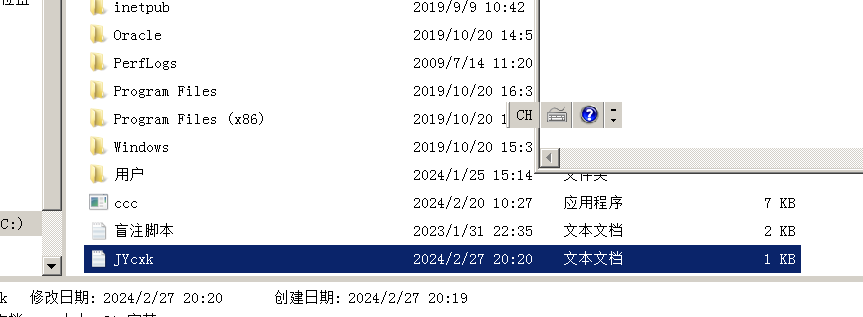 inetpub 2019/9/9 10:42
Oracle 2019/10/20 14:5
PerfLogs 2009/7/14 11:20
Program Files 2019/10/20 16:3
Program Files (x86) 2019/10/20 1
CH
Windows 2019/10/20 15:3
用户 2024/1/25 15:14 文件夹
ccc 2024/2/20 10:27 应用程序 7 KB
C:)
盲注脚本 2023/1/31 22:35 文本文档 2 KB
JYcxk 2024/2/27 20:20 文本文档 1 KB
k 修改日期: 2024/2/27 20:20 创建日期: 2024/2/27 20:19